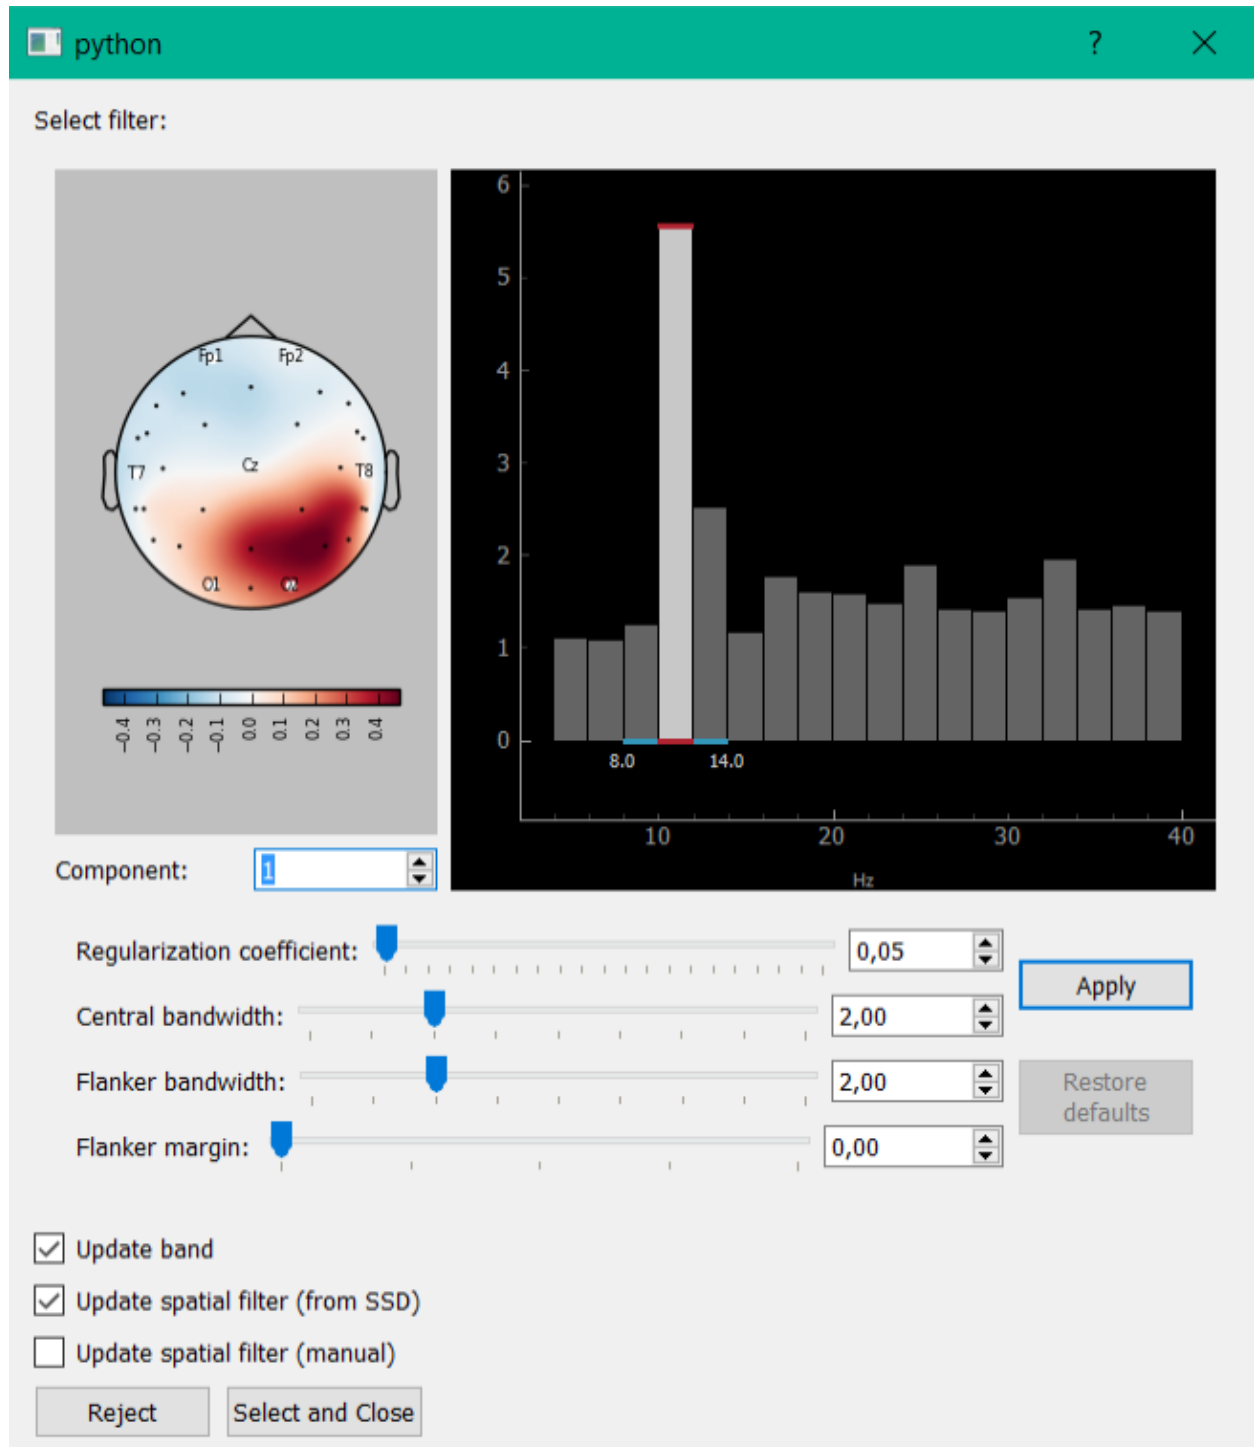 python ?
Select filter:
Fp1 Fp2
T7 Cz T8
O1
−0.4 −0.3 −0.2 −0.1 0.0 0.1 0.2 0.3 0.4
6
5
4
3
2
1
0
8.0 14.0
10 20 30 40
Hz
Component: 1
Regularization coefficient: 0,05
Central bandwidth: 2,00
Flanker bandwidth: 2,00
Flanker margin: 0,00
Apply
Restore
defaults
Update band
Update spatial filter (from SSD)
Update spatial filter (manual)
Reject Select and Close